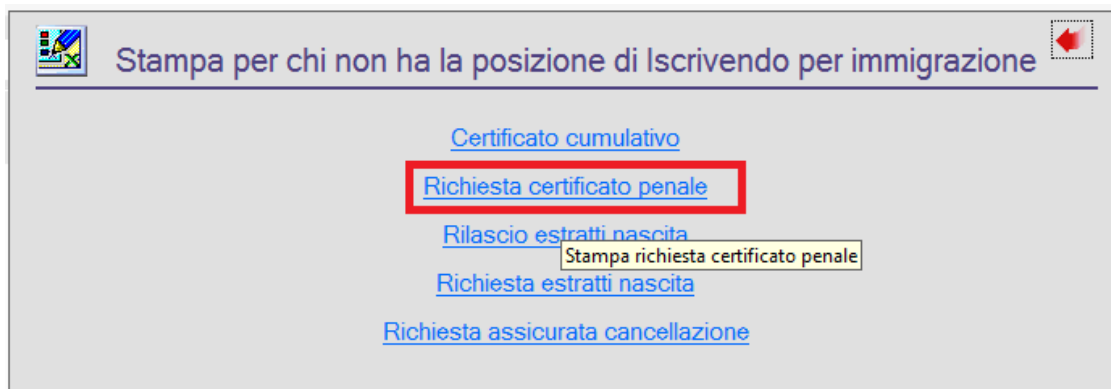 Stampa per chi non ha la posizione di Iscrivendo per immigrazione
Certificato cumulativo
Richiesta certificato penale
Rilascio estratti nascita
Stampa richiesta certificato penale
Richiesta estratti nascita
Richiesta assicurata cancellazione